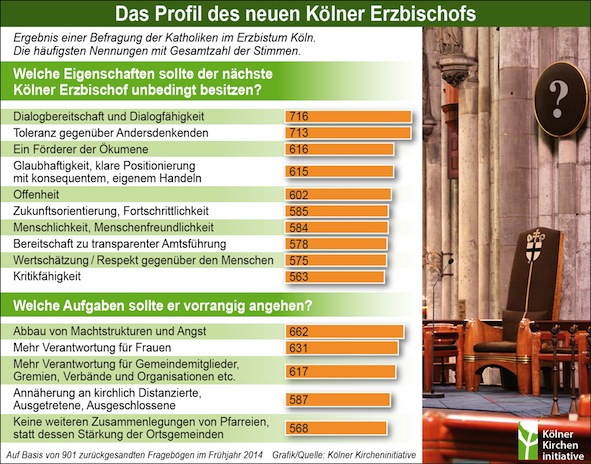 Das Profil des neuen Kölner Erzbischofs
Ergebnis einer Befragung der Katholiken im Erzbistum Köln.
Die häufigsten Nennungen mit Gesamtzahl der Stimmen.
Welche Eigenschaften sollte der nächste
Kölner Erzbischof unbedingt besitzen?
Dialogbereitschaft und Dialogfähigkeit 716
Toleranz gegenüber Andersdenkenden 713
Ein Förderer der Ökumene 616
Glaubhaftigkeit, klare Positionierung
mit konsequentem, eigenem Handeln 615
Offenheit 602
Zukunftsorientierung, Fortschrittlichkeit 585
Menschlichkeit, Menschenfreundlichkeit 584
Bereitschaft zu transparenter Amtsführung 578
Wertschätzung / Respekt gegenüber den Menschen 575
Kritikfähigkeit 563
Welche Aufgaben sollte er vorrangig angehen?
Abbau von Machtstrukturen und Angst 662
Mehr Verantwortung für Frauen 631
Mehr Verantwortung für Gemeindemitglieder,
Gremien, Verbände und Organisationen etc. 617
Annäherung an kirchlich Distanzierte,
Ausgetretene, Ausgeschlossene 587
Keine weiteren Zusammenlegungen von Pfarreien,
statt dessen Stärkung der Ortsgemeinden 568
Auf Basis von 901 zurückgesandten Fragebögen im Frühjahr 2014 Grafik/Quelle: Kölner Kircheninitiative
?
Kölner
Kirchen
initiative